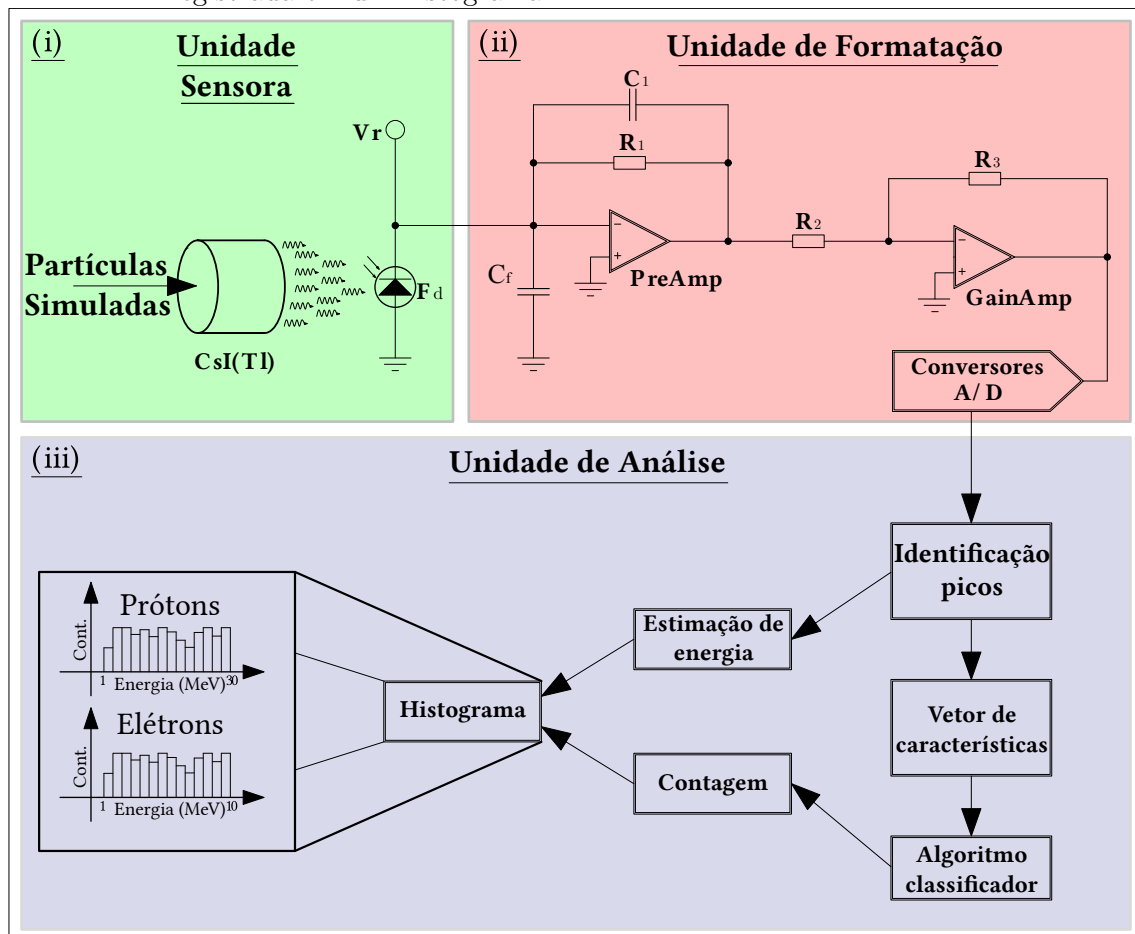 (i)
Unidade
Sensora
Vr
Partículas
Simuladas
CsI(Tl)
Fd
(ii)
Unidade de Formatação
C1
R1
Cf
−
+
PreAmp
R2
R3
−
+
GainAmp
Conversores
A/D
(iii)
Unidade de Análise
Identificação
picos
Estimação de
energia
Vetor de
características
Contagem
Algoritmo
classificador
Histograma
Prótons
Cont.
1 Energia (MeV) 30
Elétrons
Cont.
1 Energia (MeV) 10